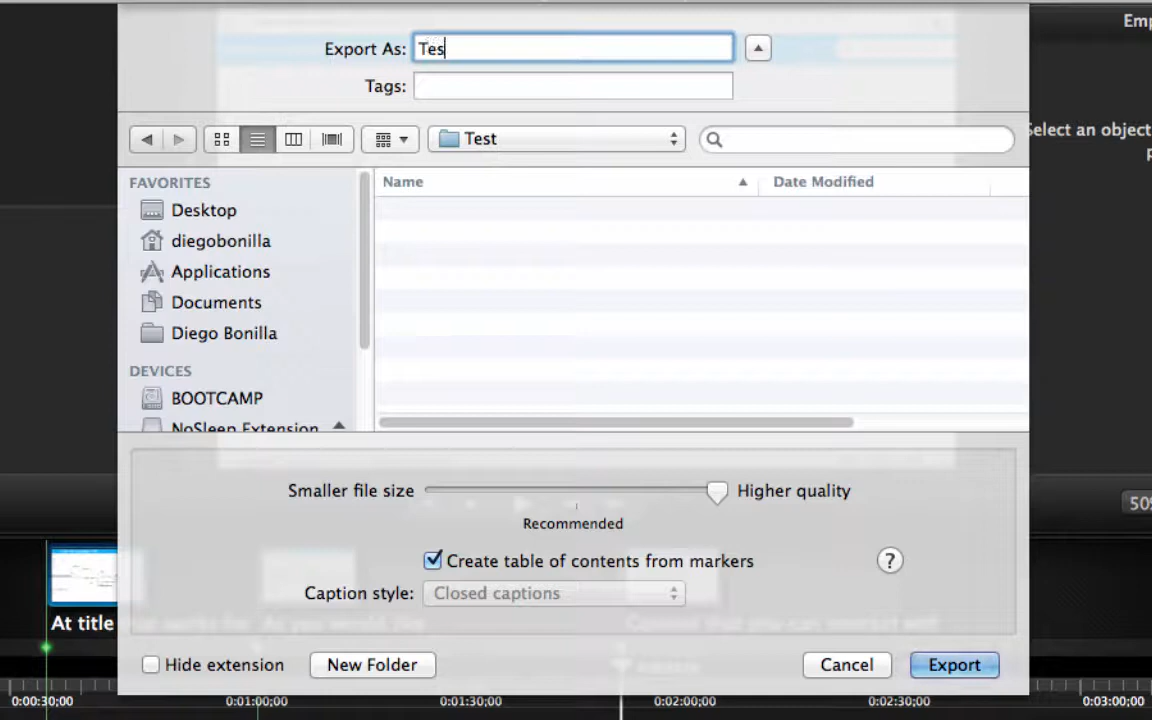 Emp
Export As: Tes
Tags:
Test
Select an object
p
FAVORITES
Name
Date Modified
Desktop
diegobonilla
Applications
Documents
Diego Bonilla
DEVICES
BOOTCAMP
NoSleep Extension
Smaller file size
Higher quality
Recommended
50%
Create table of contents from markers
?
Caption style: Closed captions
At title
Hide extension
New Folder
Cancel
Export
0:00:30;00
0:01:00;00
0:01:30;00
0:02:00;00
0:02:30;00
0:03:00;00